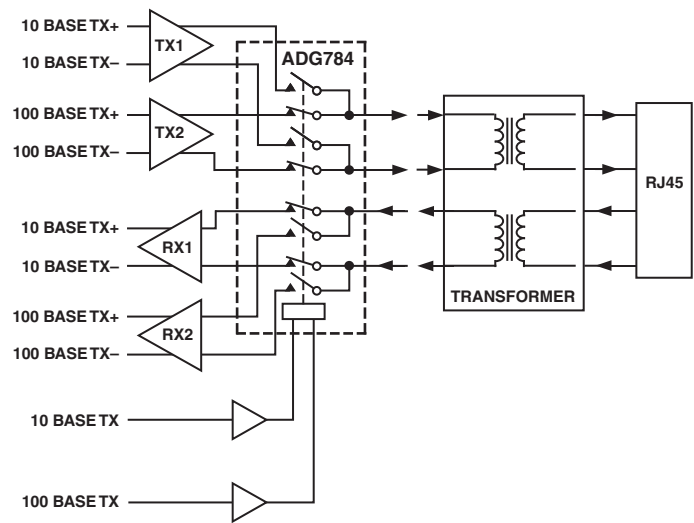 10 BASE TX+
TX1
10 BASE TX–
ADG784
100 BASE TX+
TX2
100 BASE TX–
RJ45
10 BASE TX+
RX1
10 BASE TX–
TRANSFORMER
100 BASE TX+
RX2
100 BASE TX–
10 BASE TX
100 BASE TX